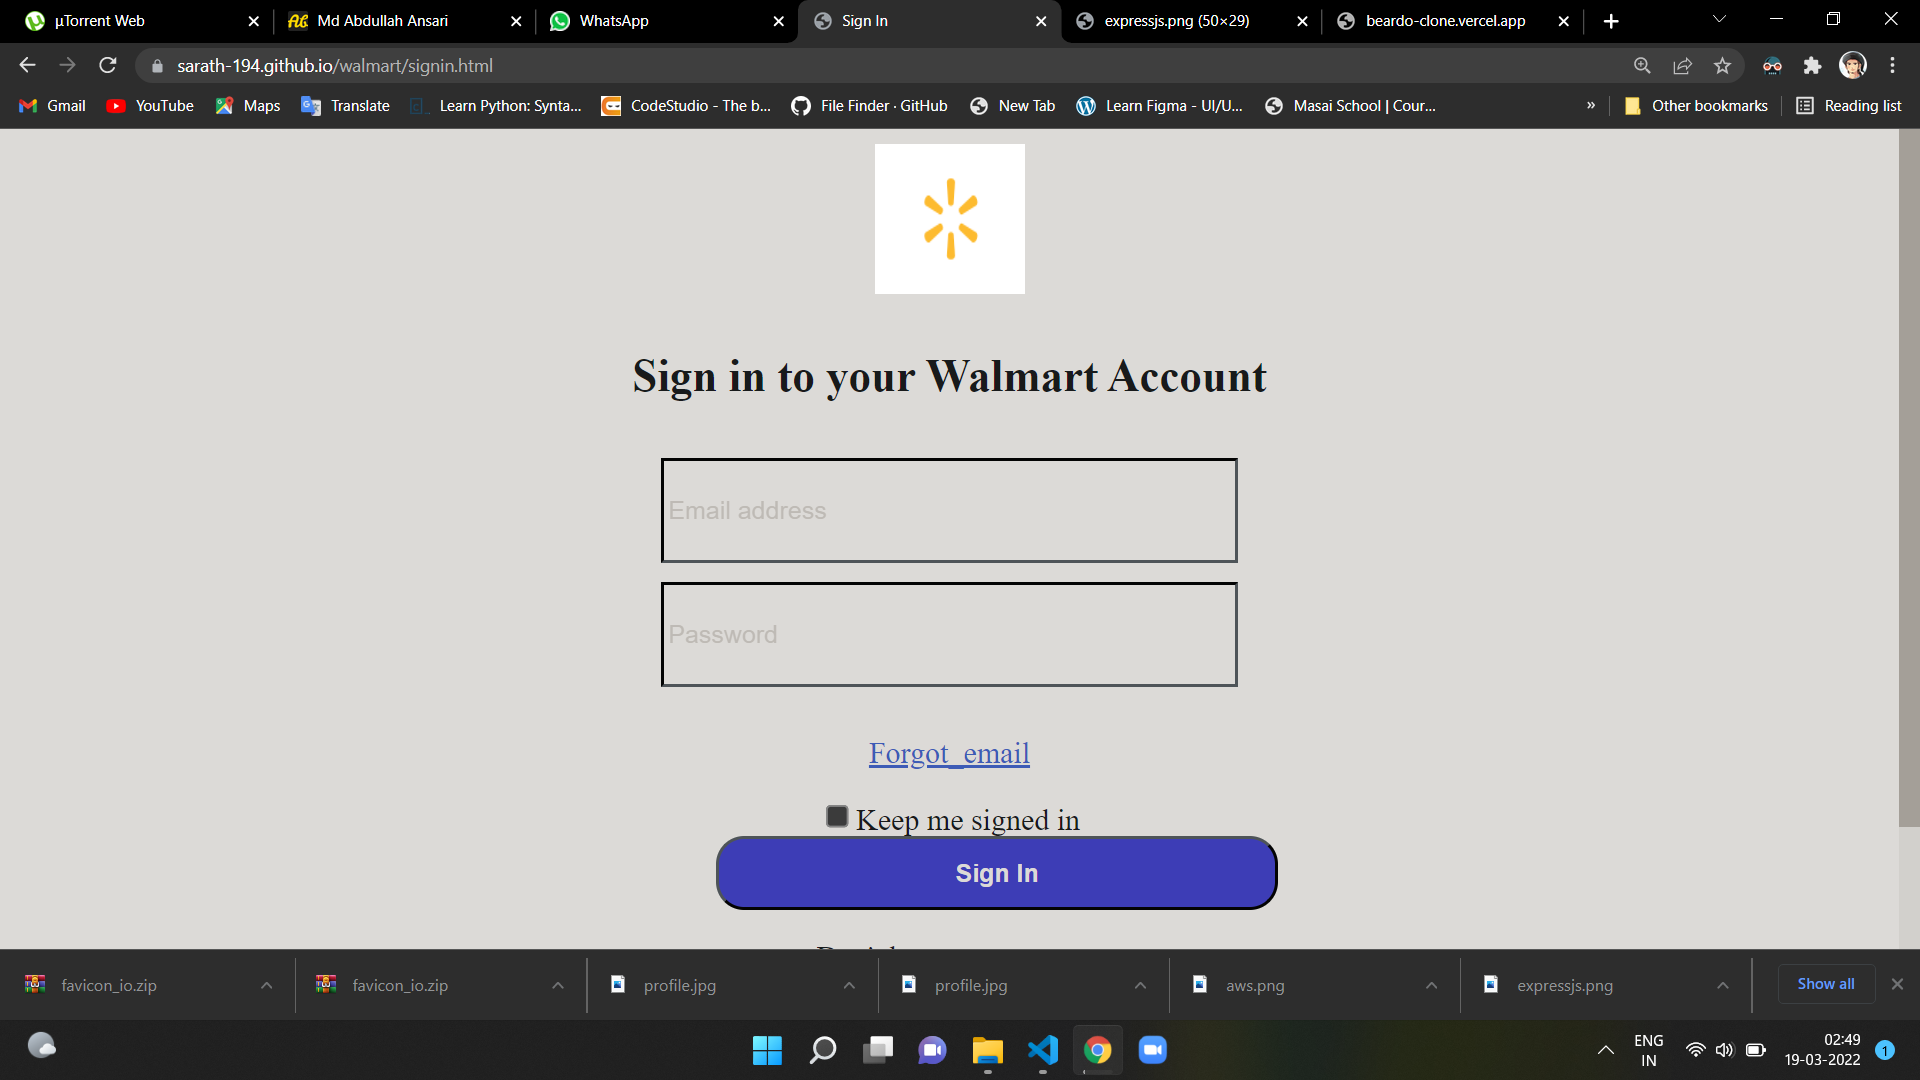 µTorrent Web
Md Abdullah Ansari
WhatsApp
Sign In
expressjs.png (50×29)
beardo-clone.vercel.app
sarath-194.github.io/walmart/signin.html
Gmail
YouTube
Maps
Translate
Learn Python: Synta...
CodeStudio - The b...
File Finder · GitHub
New Tab
Learn Figma - UI/U...
Masai School | Cour...
»
Other bookmarks
Reading list
Sign in to your Walmart Account
Email address
Password
Forgot_email
Keep me signed in
Sign In
favicon_io.zip
favicon_io.zip
profile.jpg
profile.jpg
aws.png
expressjs.png
Show all
ENG
IN
02:49
19-03-2022
1